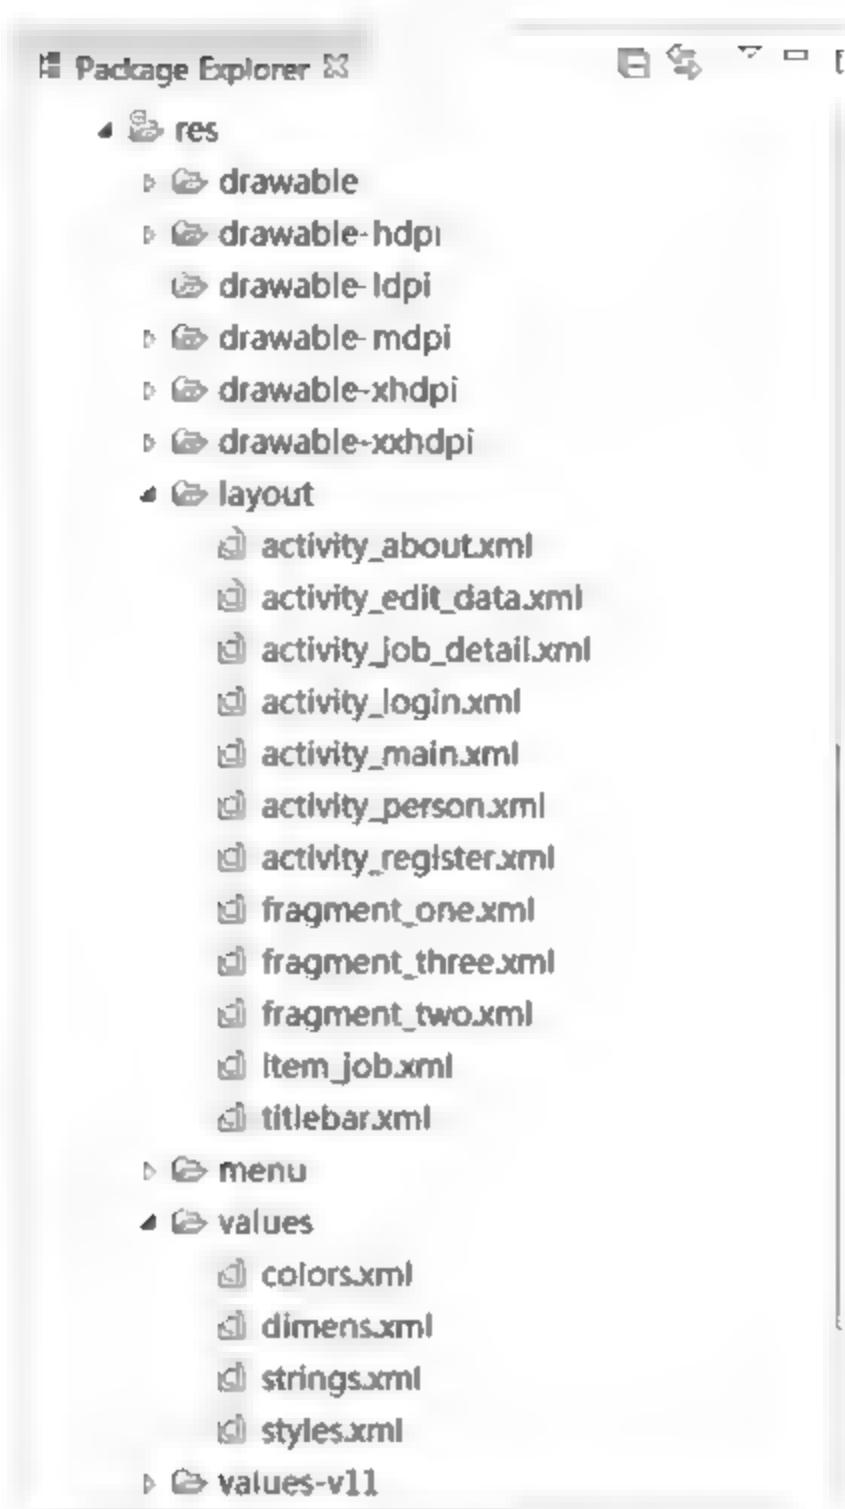 Package Explorer
res
drawable
drawable-hdpi
drawable-ldpi
drawable-mdpi
drawable-xhdpi
drawable-xxhdpi
layout
activity_about.xml
activity_edit_data.xml
activity_job_detail.xml
activity_login.xml
activity_main.xml
activity_person.xml
activity_register.xml
fragment_one.xml
fragment_three.xml
fragment_two.xml
item_job.xml
titlebar.xml
menu
values
colors.xml
dimens.xml
strings.xml
styles.xml
values-v11